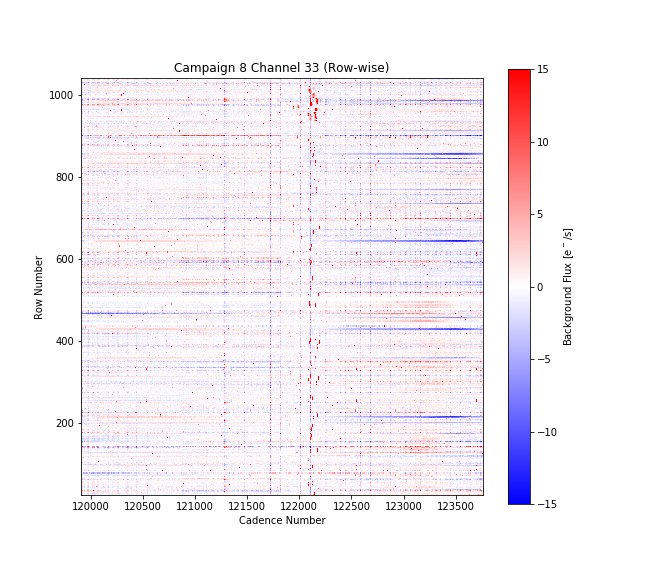 Campaign 8 Channel 33 (Row-wise)
1000
800
600
400
200
120000 120500 121000 121500 122000 122500 123000 123500
Cadence Number
Row Number
15
10
5
0
−5
−10
−15
Background Flux [e⁻/s]